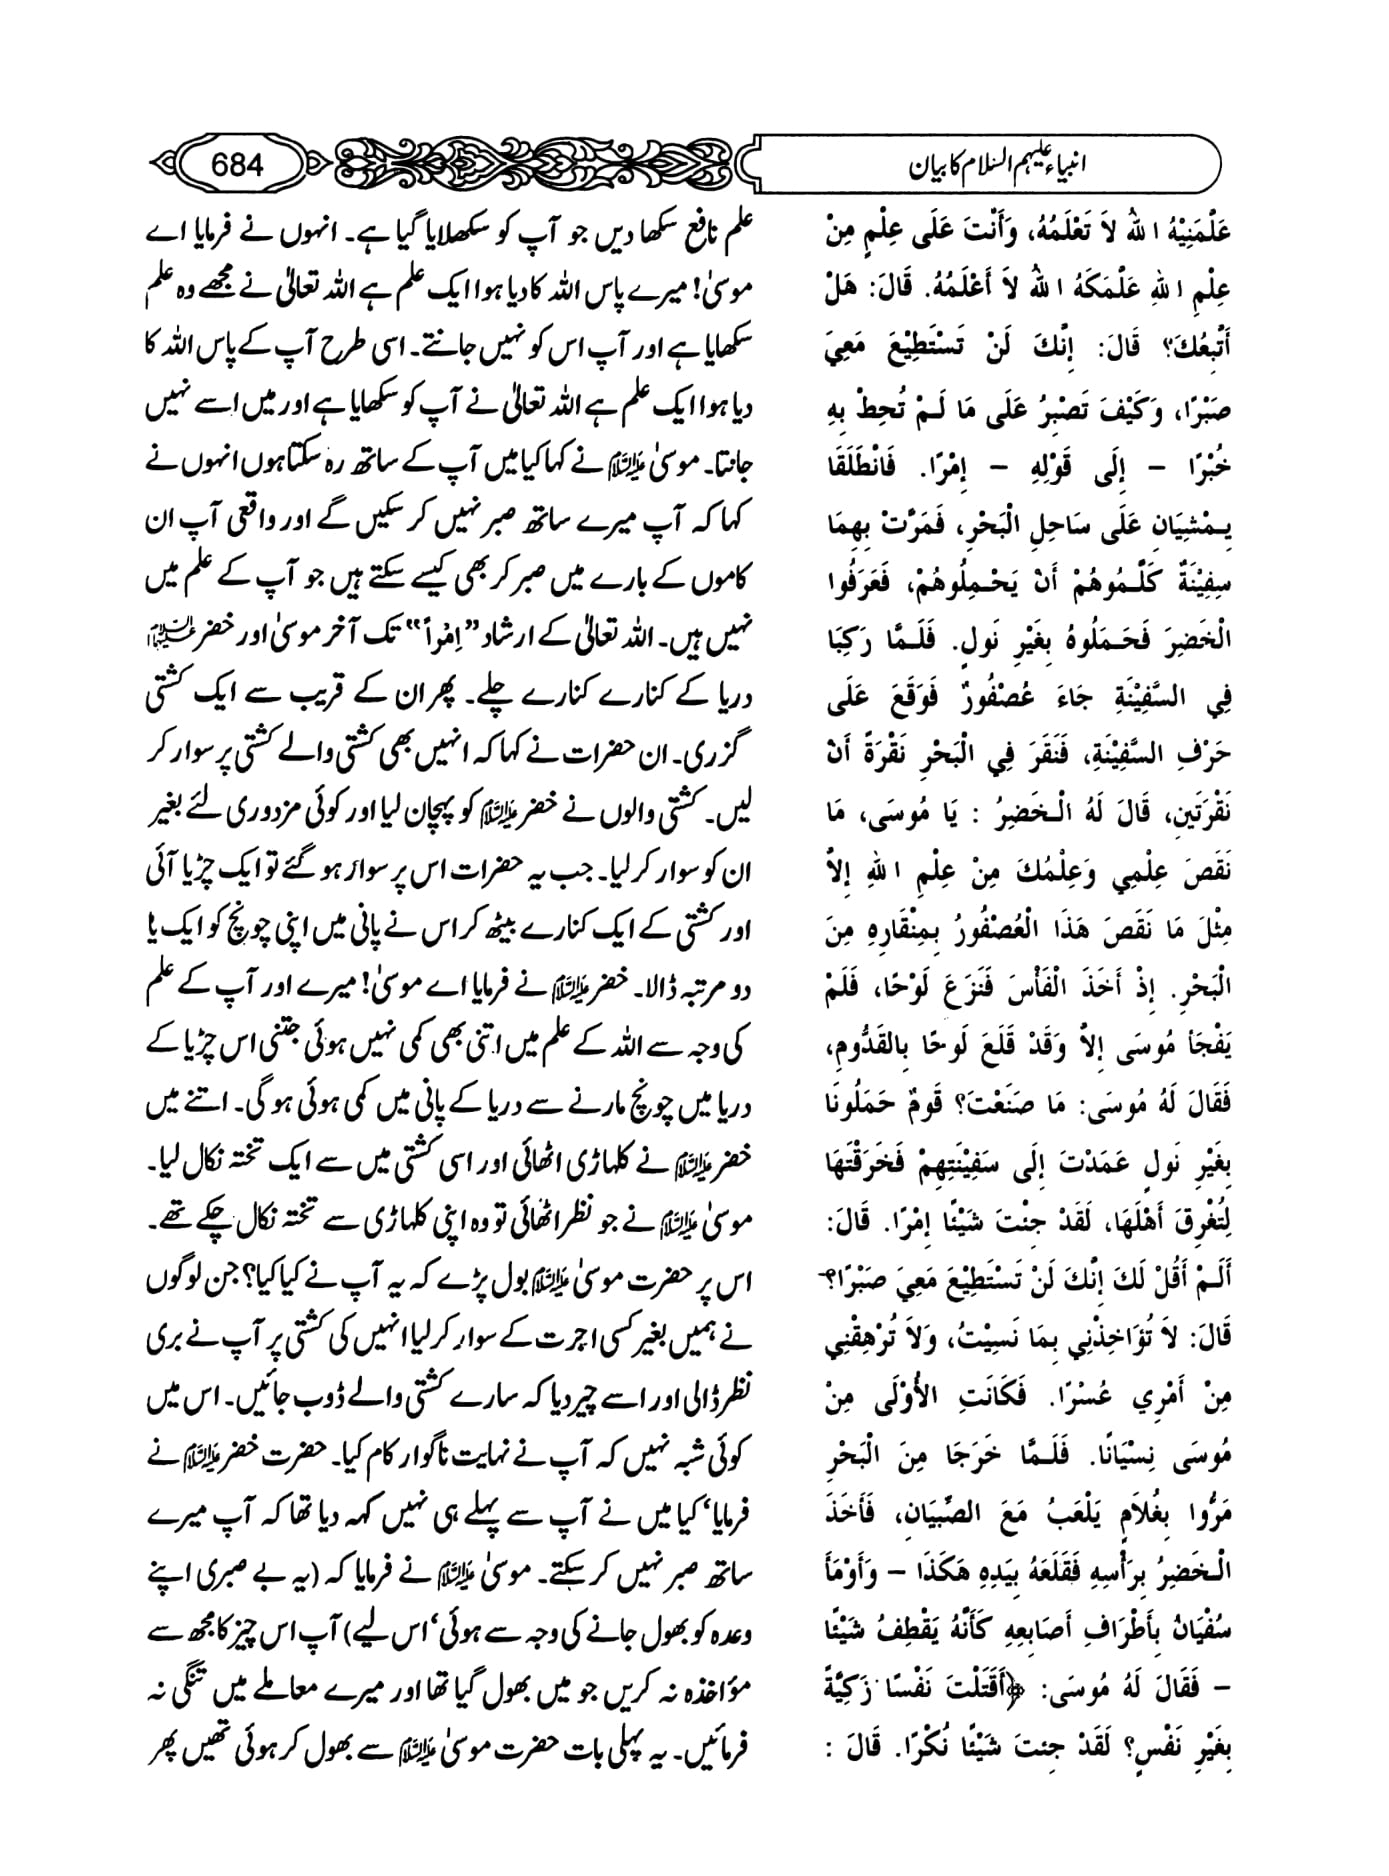 انبیاء علیہم السلام کا بیان
684
عَلَّمَنِيْهُ اللهُ لاَ تَعْلَمُهُ، وَأَنْتَ عَلَى عِلْمٍ مِنْ
عِلْمِ اللهِ عَلَّمَكَهُ اللهُ لاَ أَعْلَمُهُ. قَالَ: هَلْ
أَتَّبِعُكَ؟ قَالَ: إِنَّكَ لَنْ تَسْتَطِيْعَ مَعِيَ
صَبْرًا، وَكَيْفَ تَصْبِرُ عَلَى مَا لَـمْ تُحِطْ بِهِ
خُبْرًا – إِلَى قَوْلِهِ – إِمْرًا. فَانْطَلَقَا
يـمْشِيَانِ عَلَى سَاحِلِ الْبَحْرِ، فَمَرَّتْ بِهِمَا
سَفِيْنَةٌ كَلَّمُوهُمْ أَنْ يَحْـمِلُوهُمْ، فَعَرَفُوا
الْخَضِرَ فَحَـمَلُوهُ بِغَيْرِ نَولٍ. فَلَـمَّا رَكِبَا
فِي السَّفِيْنَةِ جَاءَ عُصْفُورٌ فَوَقَعَ عَلَى
حَرْفِ السَّفِيْنَةِ، فَنَقَرَ فِي الْبَحْرِ نَقْرَةً أَنْ
نَقْرَتَينِ، قَالَ لَهُ الْـخَضِرُ : يَا مُوسَى، مَا
نَقَصَ عِلْمِي وَعِلْمُكَ مِنْ عِلْمِ اللهِ إِلاَّ
مِثْلَ مَا نَقَصَ هَذَا الْعُصْفُورُ بـِمِنْقَارِهِ مِنَ
الْبَحْرِ. إِذْ أَخَذَ الْفَأْسَ فَنَزَعَ لَوْحًا، فَلَمْ
يَفْجَأ مُوسَى إِلاَّ وَقَدْ قَلَعَ لَوحًا بِالقَدُّومِ،
فَقَالَ لَهُ مُوسَى: مَا صَنَعْتَ؟ قَومٌ حَمَلُونَا
بِغَيْرِ نَولٍ عَمَدْتَ إِلَى سَفِيْنَتِهِمْ فَخَرَقْتَهَا
لِتُغْرِقَ أَهْلَهَا، لَقَدْ جِئْتَ شَيْئًا إِمْرًا. قَالَ:
أَلَـمْ أَقُلْ لَكَ إِنَّكَ لَنْ تَسْتَطِيْعَ مَعِيَ صَبْرًا؟
قَالَ: لاَ تُؤَاخِذْنِي بِمَا نَسِيْتُ، وَلاَ تُرْهِقْنِي
مِنْ أَمْرِي عُسْرًا. فَكَانَتِ الأُوْلَى مِنْ
مُوسَى نِسْيَانًا. فَلَـمَّا خَرَجَا مِنَ الْبَحْرِ
مَرُّوا بِغُلاَمٍ يَلْعَبُ مَعَ الصِّبْيَانِ، فَأَخَذَ
الْـخَضِرُ بِرَأْسِهِ فَقَلَعَهُ بِيَدِهِ هَكَذَا – وَأَوْمَأَ
سُفْيَانُ بِأَطْرَافِ أَصَابِعِهِ كَأَنَّهُ يَقْطِفُ شَيْئًا
– فَقَالَ لَهُ مُوسَى: ﴿أَقَتَلْتَ نَفْسًا زَكِيَّةً
بِغَيْرِ نَفْسٍ؟ لَقَدْ جِئتَ شَيْئًا نُكْرًا. قَالَ :
علم نافع سکھا دیں جو آپ کو سکھلایا گیا ہے۔ انہوں نے فرمایا اے
موسیٰ! میرے پاس اللہ کا دیا ہوا ایک علم ہے اللہ تعالیٰ نے مجھے وہ علم
سکھایا ہے اور آپ اس کو نہیں جانتے۔ اسی طرح آپ کے پاس اللہ کا
دیا ہوا ایک علم ہے اللہ تعالیٰ نے آپ کو سکھایا ہے اور میں اسے نہیں
جانتا۔ موسیٰ علیہ السلام نے کہا کیا میں آپ کے ساتھ رہ سکتا ہوں انہوں نے
کہا کہ آپ میرے ساتھ صبر نہیں کر سکیں گے اور واقعی آپ ان
کاموں کے بارے میں صبر کر بھی کیسے سکتے ہیں جو آپ کے علم میں
نہیں ہیں۔ اللہ تعالیٰ کے ارشاد ”اِمْراً“ تک آخر موسیٰ اور خضر علیہما السلام
دریا کے کنارے کنارے چلے۔ پھر ان کے قریب سے ایک کشتی
گزری۔ ان حضرات نے کہا کہ انہیں بھی کشتی والے کشتی پر سوار کر
لیں۔ کشتی والوں نے خضر علیہ السلام کو پہچان لیا اور کوئی مزدوری لئے بغیر
ان کو سوار کر لیا۔ جب یہ حضرات اس پر سوار ہو گئے تو ایک چڑیا آئی
اور کشتی کے ایک کنارے بیٹھ کر اس نے پانی میں اپنی چونچ کو ایک یا
دو مرتبہ ڈالا۔ خضر علیہ السلام نے فرمایا اے موسیٰ! میرے اور آپ کے علم
کی وجہ سے اللہ کے علم میں اتنی بھی کمی نہیں ہوئی جتنی اس چڑیا کے
دریا میں چونچ مارنے سے دریا کے پانی میں کمی ہوئی ہو گی۔ اتنے میں
خضر علیہ السلام نے کلہاڑی اٹھائی اور اسی کشتی میں سے ایک تختہ نکال لیا۔
موسیٰ علیہ السلام نے جو نظر اٹھائی تو وہ اپنی کلہاڑی سے تختہ نکال چکے تھے۔
اس پر حضرت موسیٰ علیہ السلام بول پڑے کہ یہ آپ نے کیا کیا؟ جن لوگوں
نے ہمیں بغیر کسی اجرت کے سوار کر لیا انہیں کی کشتی پر آپ نے بری
نظر ڈالی اور اسے چیر دیا کہ سارے کشتی والے ڈوب جائیں۔ اس میں
کوئی شبہ نہیں کہ آپ نے نہایت ناگوار کام کیا۔ حضرت خضر علیہ السلام نے
فرمایا‘ کیا میں نے آپ سے پہلے ہی نہیں کہہ دیا تھا کہ آپ میرے
ساتھ صبر نہیں کر سکتے۔ موسیٰ علیہ السلام نے فرمایا کہ (یہ بے صبری اپنے
وعدہ کو بھول جانے کی وجہ سے ہوئی‘ اس لیے) آپ اس چیز کا مجھ سے
مؤاخذہ نہ کریں جو میں بھول گیا تھا اور میرے معاملے میں تنگی نہ
فرمائیں۔ یہ پہلی بات حضرت موسیٰ علیہ السلام سے بھول کر ہوئی تھیں پھر